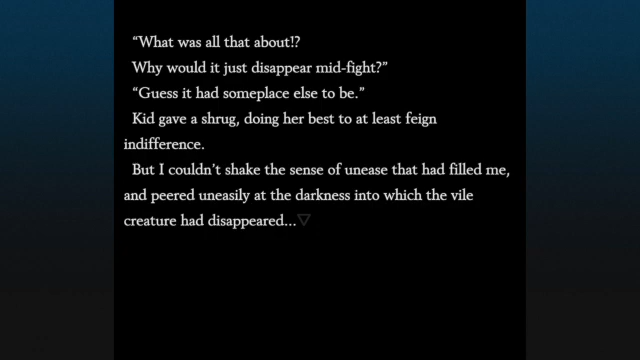 “What was all that about!?
Why would it just disappear mid-fight?”
“Guess it had someplace else to be.”
Kid gave a shrug, doing her best to at least feign
indifference.
But I couldn’t shake the sense of unease that had filled me,
and peered uneasily at the darkness into which the vile
creature had disappeared...